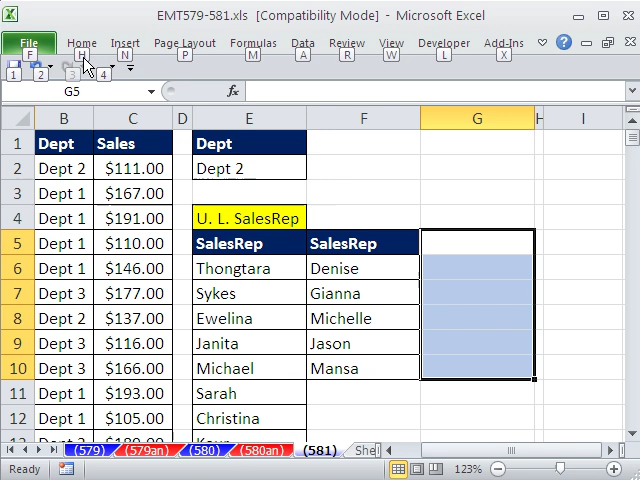 EMT579-581.xls [Compatibility Mode] - Microsoft Excel
File Home Insert Page Layout Formulas Data Review View Developer Add-Ins
F H N P M A R W L X
1 2 3 4
G5 fx
B C D E F G H I
1 Dept Sales Dept
2 Dept 2 $111.00 Dept 2
3 Dept 1 $167.00
4 Dept 1 $191.00 U. L. SalesRep
5 Dept 1 $110.00 SalesRep SalesRep
6 Dept 1 $146.00 Thongtara Denise
7 Dept 3 $177.00 Sykes Gianna
8 Dept 2 $137.00 Ewelina Michelle
9 Dept 3 $116.00 Janita Jason
10 Dept 3 $166.00 Michael Mansa
11 Dept 1 $193.00 Sarah
12 Dept 1 $105.00 Christina
(579) (579an) (580) (580an) (581) She
Ready 123%